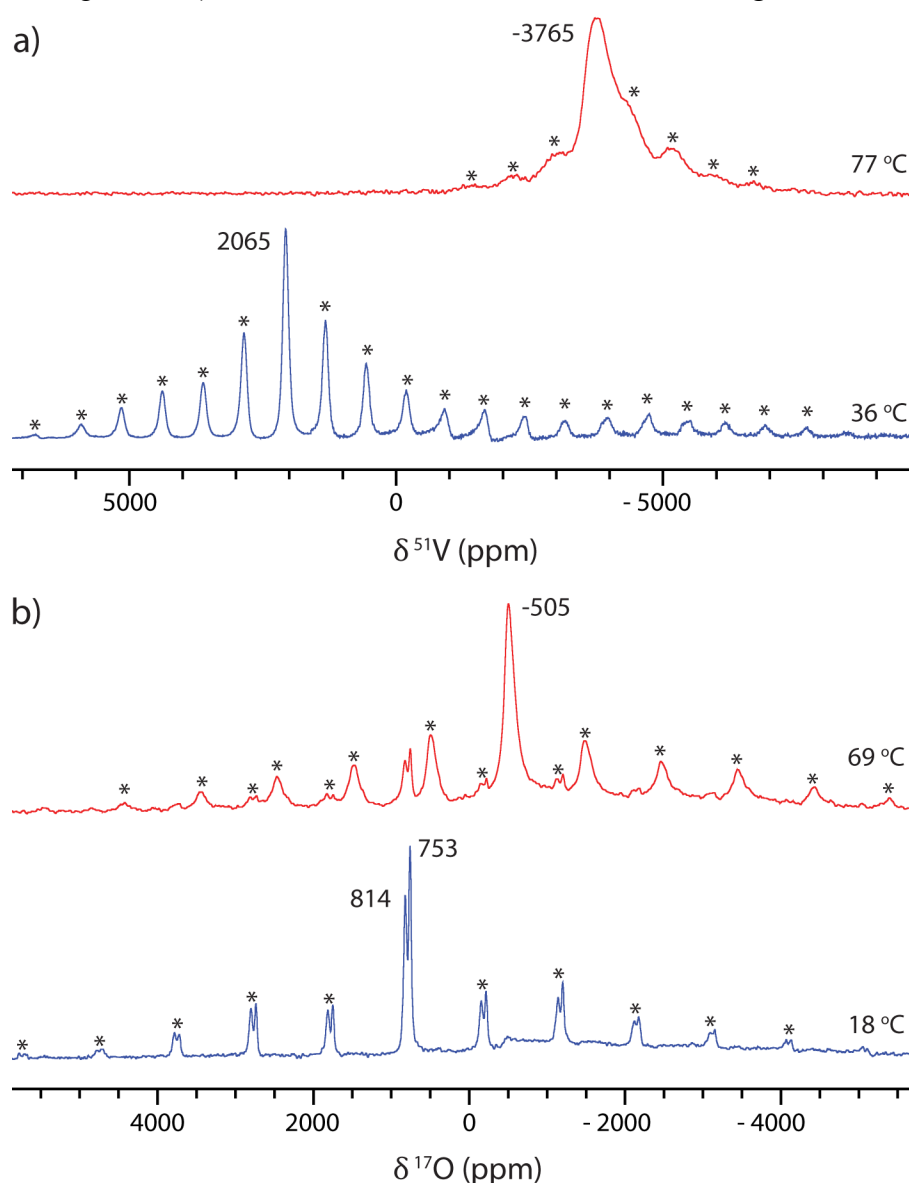 a)
-3765
* * * * * * *
77 °C
2065
* * * * * * * * * * * * * * * * * * *
36 °C
5000 0 - 5000
δ ⁵¹V (ppm)
b)
-505
* * * * * * * * * * * * * *
69 °C
753
814
* * * * * * * * * *
18 °C
4000 2000 0 - 2000 - 4000
δ ¹⁷O (ppm)